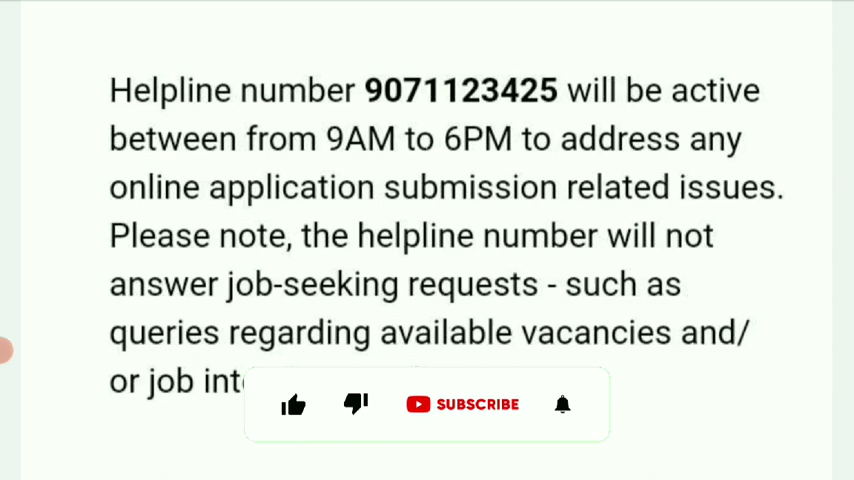 Helpline number 9071123425 will be active
between from 9AM to 6PM to address any
online application submission related issues.
Please note, the helpline number will not
answer job-seeking requests - such as
queries regarding available vacancies and/
or job
SUBSCRIBE